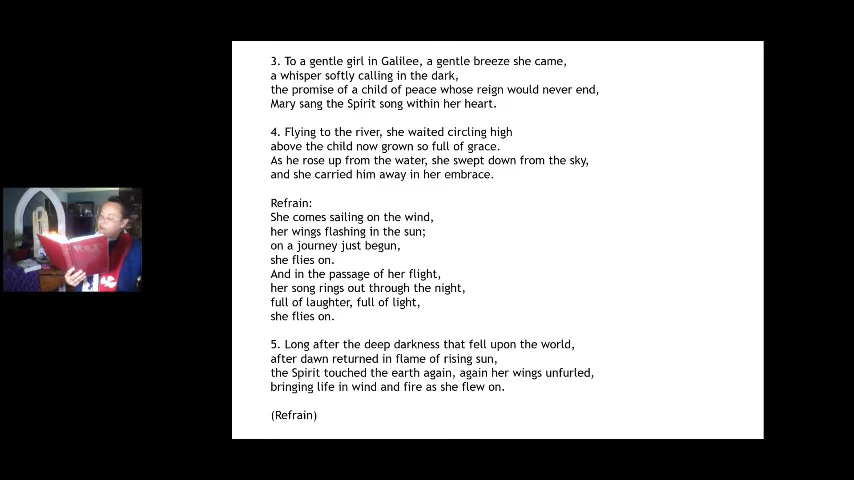 3. To a gentle girl in Galilee, a gentle breeze she came,
a whisper softly calling in the dark,
the promise of a child of peace whose reign would never end,
Mary sang the Spirit song within her heart.
4. Flying to the river, she waited circling high
above the child now grown so full of grace.
As he rose up from the water, she swept down from the sky,
and she carried him away in her embrace.
Refrain:
She comes sailing on the wind,
her wings flashing in the sun;
on a journey just begun,
she flies on.
And in the passage of her flight,
her song rings out through the night,
full of laughter, full of light,
she flies on.
5. Long after the deep darkness that fell upon the world,
after dawn returned in flame of rising sun,
the Spirit touched the earth again, again her wings unfurled,
bringing life in wind and fire as she flew on.
(Refrain)